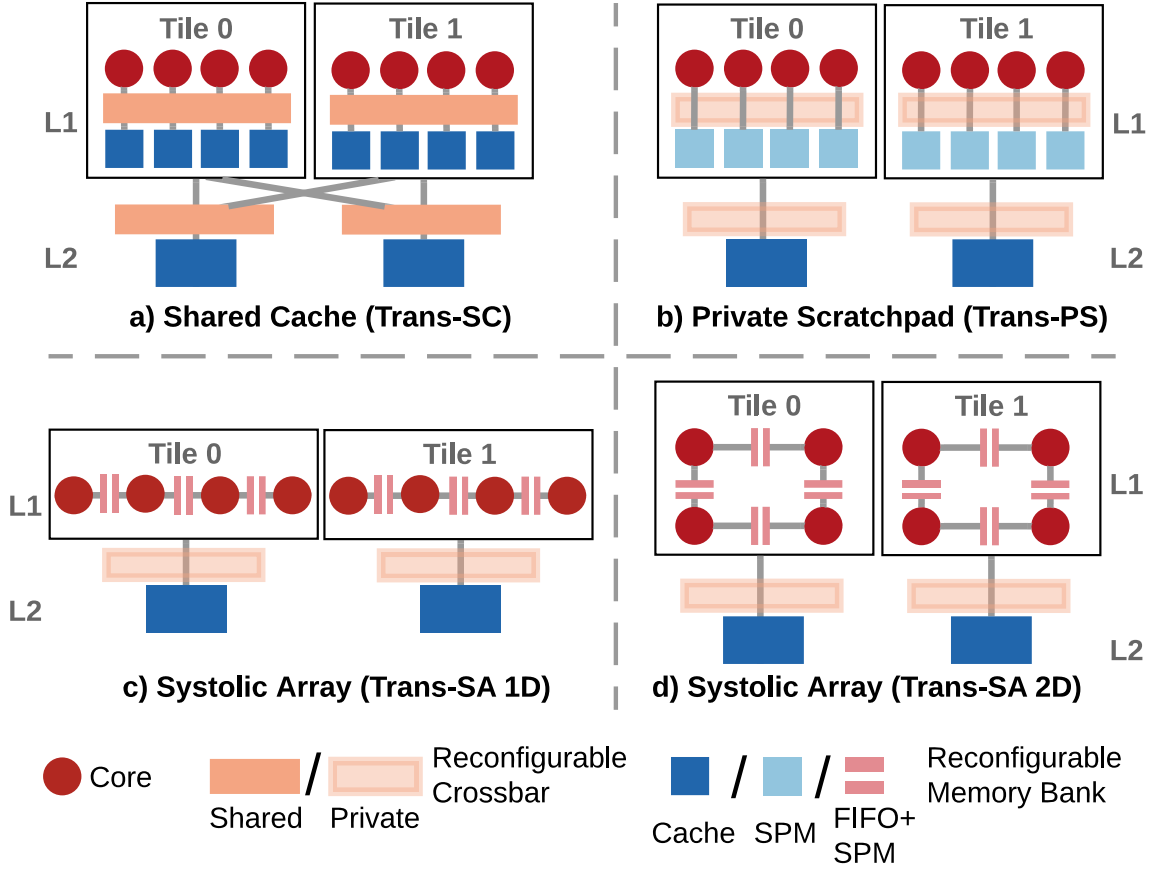 Tile 0
Tile 1
L1
L2
a) Shared Cache (Trans-SC)
Tile 0
Tile 1
L1
L2
b) Private Scratchpad (Trans-PS)
Tile 0
Tile 1
L1
L2
c) Systolic Array (Trans-SA 1D)
Tile 0
Tile 1
L1
L2
d) Systolic Array (Trans-SA 2D)
Core
/
Shared
Private
Reconfigurable
Crossbar
/
/
Cache
SPM
FIFO+
SPM
Reconfigurable
Memory Bank